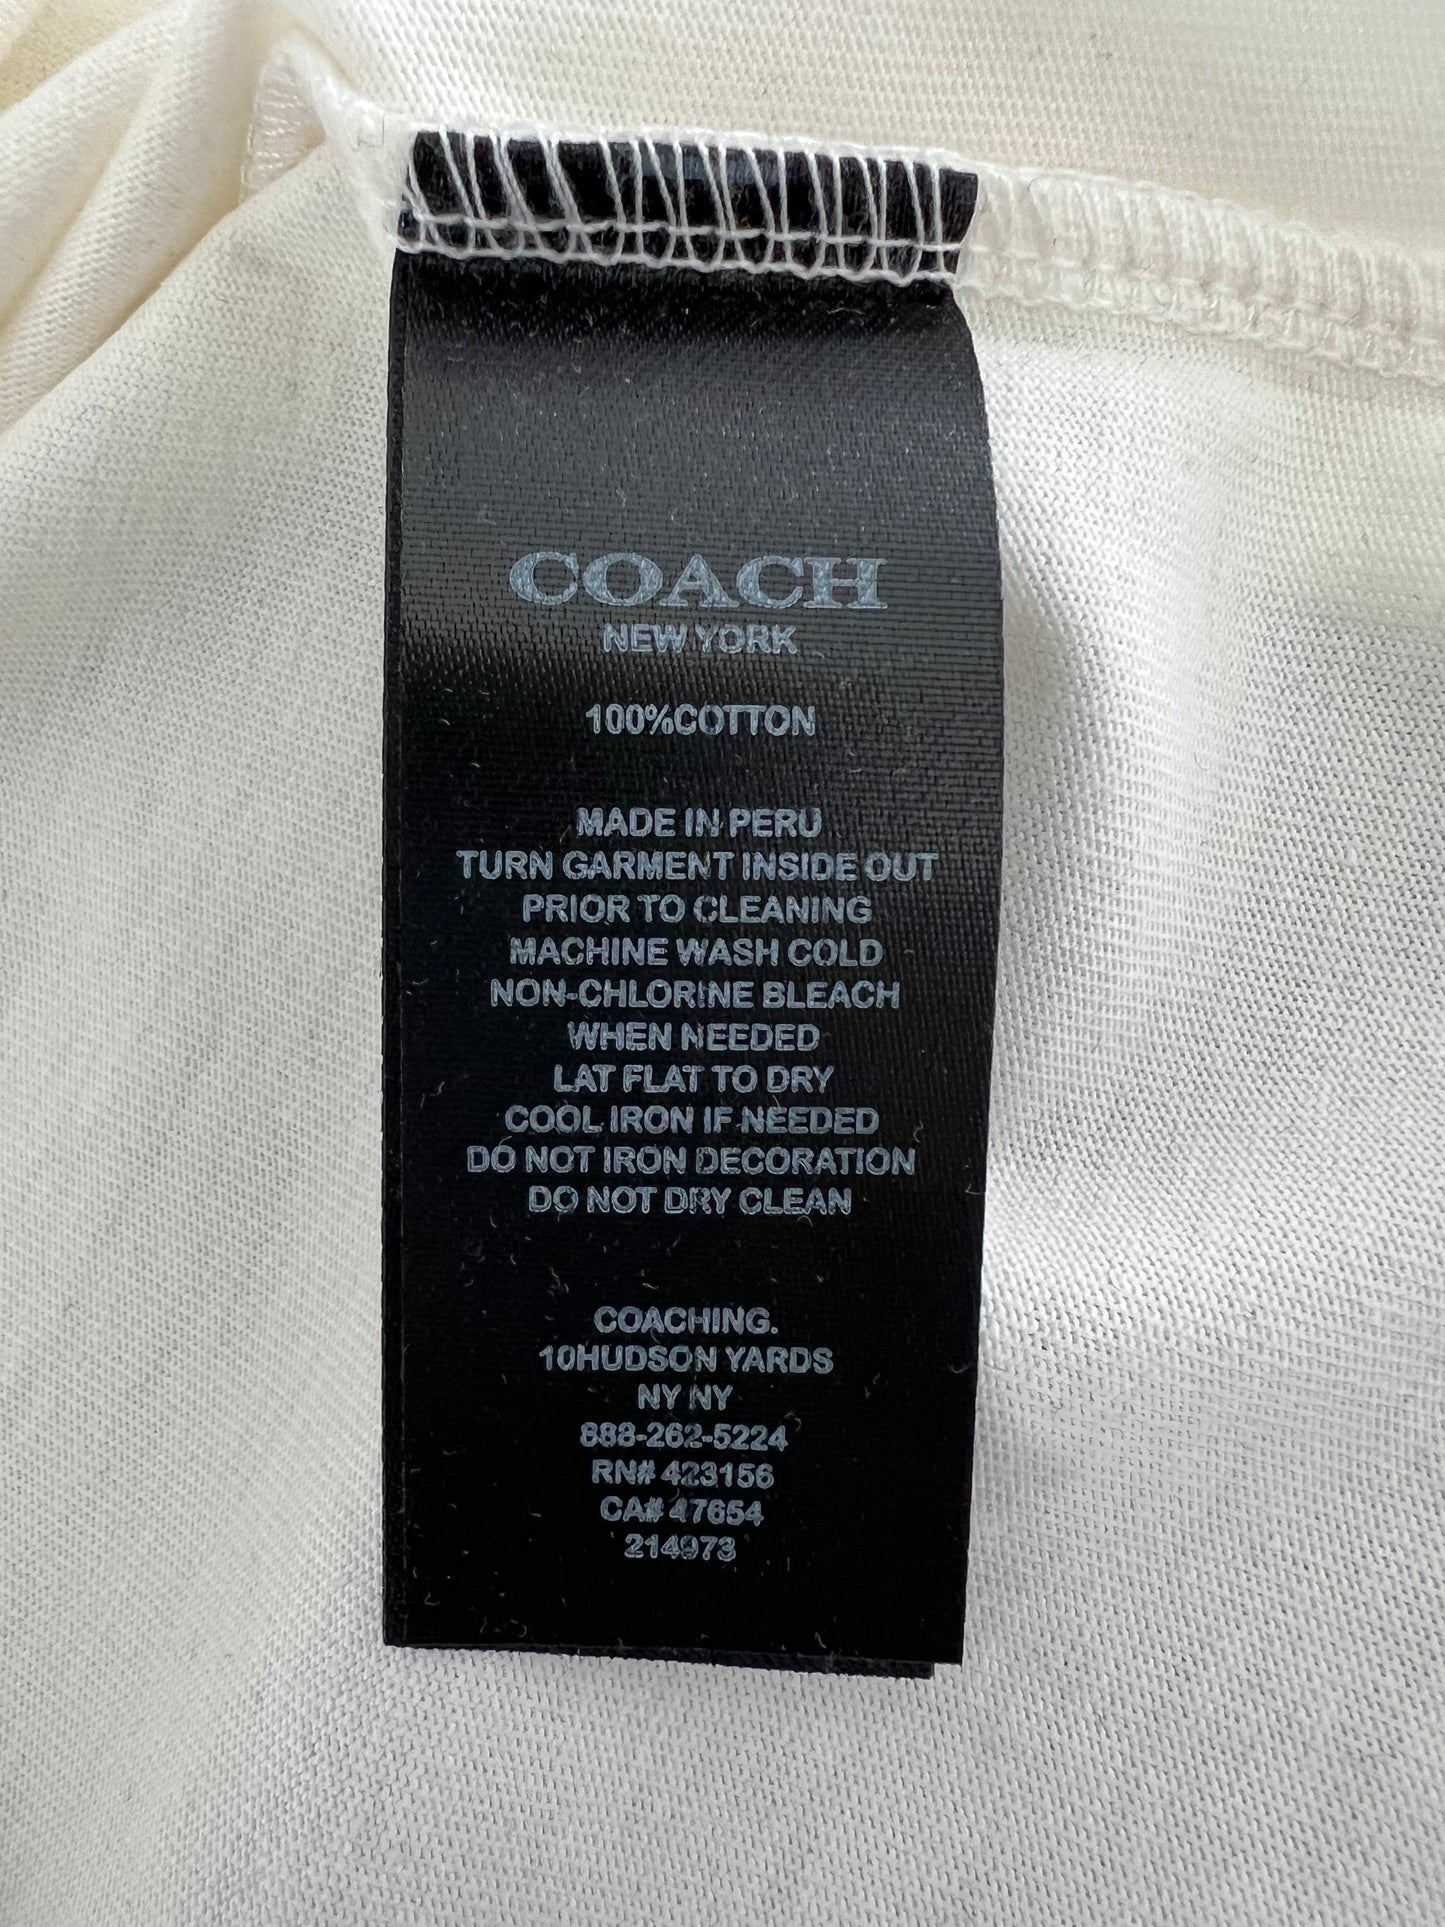 COACH
NEW YORK
100%COTTON
MADE IN PERU
TURN GARMENT INSIDE OUT
PRIOR TO CLEANING
MACHINE WASH COLD
NON-CHLORINE BLEACH
WHEN NEEDED
LAT FLAT TO DRY
COOL IRON IF NEEDED
DO NOT IRON DECORATION
DO NOT DRY CLEAN
COACHING.
10HUDSON YARDS
NY NY
888-262-5224
RN# 423156
CA# 47654
214973